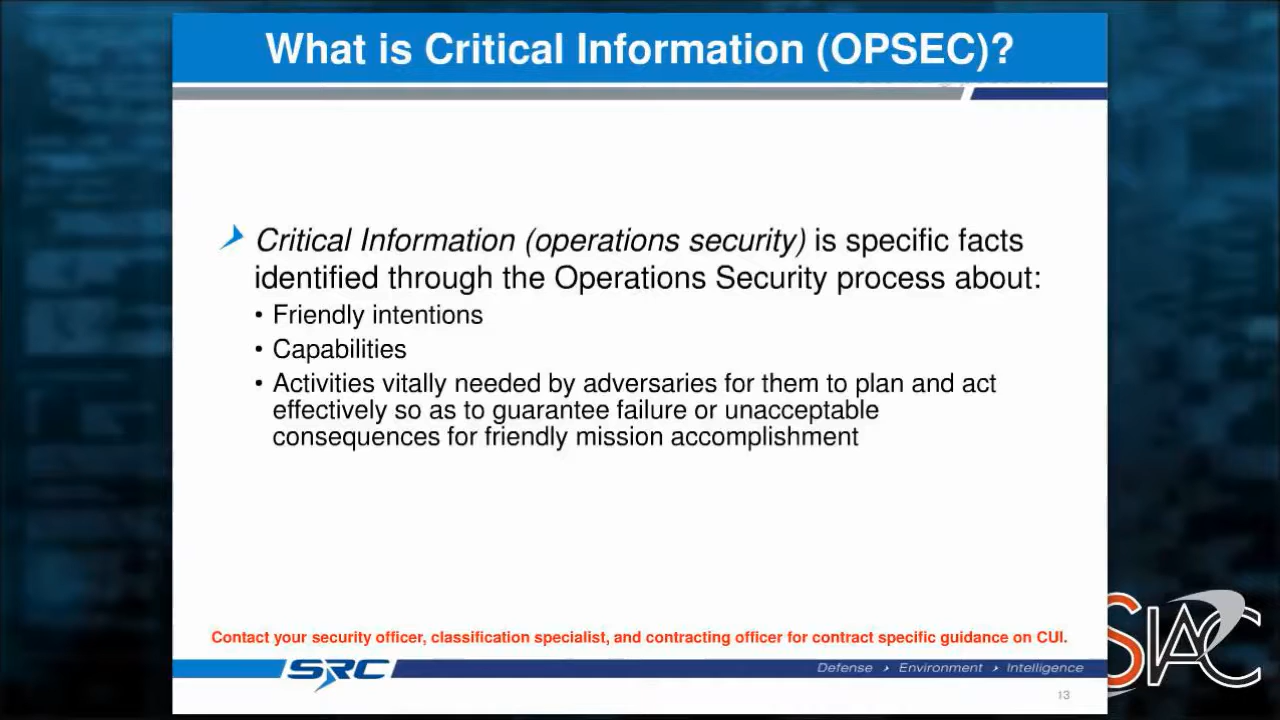 What is Critical Information (OPSEC)?
Critical Information (operations security) is specific facts
identified through the Operations Security process about:
• Friendly intentions
• Capabilities
• Activities vitally needed by adversaries for them to plan and act
effectively so as to guarantee failure or unacceptable
consequences for friendly mission accomplishment
Contact your security officer, classification specialist, and contracting officer for contract specific guidance on CUI.
SRC
Defense › Environment › Intelligence
13
SIAC